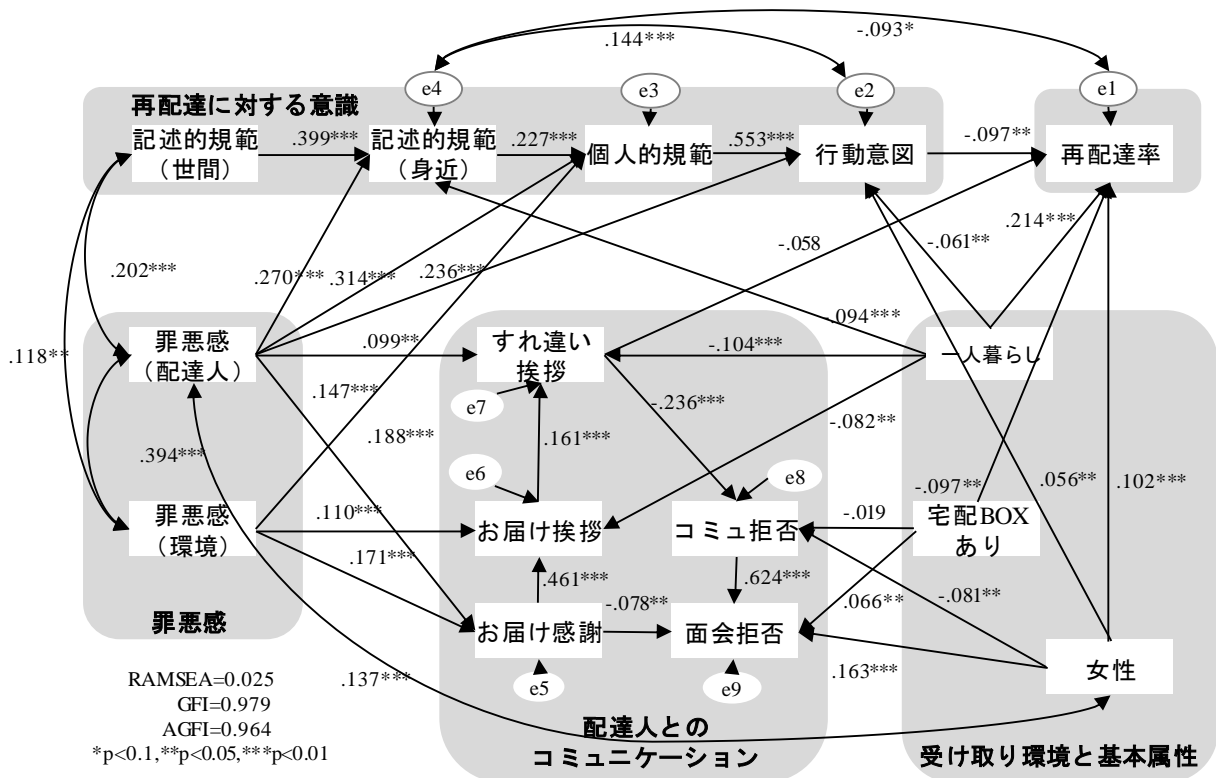 -.093*
.144***
e4
e3
e2
e1
再配達に対する意識
記述的規範
（世間）
.399***
記述的規範
（身近）
.227***
個人的規範
.553***
行動意図
-.097**
再配達率
.202***
.270***
.314***
.236***
-.058
-.061**
.214***
.118**
罪悪感
（配達人）
.099**
すれ違い
挨拶
-.104***
-.094***
一人暮らし
.147***
e7
-.236***
.188***
.161***
-.082**
.394***
e6
e8
.056**
.102***
罪悪感
（環境）
.110***
お届け挨拶
コミュ拒否
-.019
-.097**
宅配BOX
あり
.171***
.461***
.624***
罪悪感
お届け感謝
-.078**
面会拒否
.066**
-.081**
女性
.137***
e5
e9
.163***
RAMSEA=0.025
GFI=0.979
AGFI=0.964
*p<0.1,**p<0.05,***p<0.01
配達人との
コミュニケーション
受け取り環境と基本属性